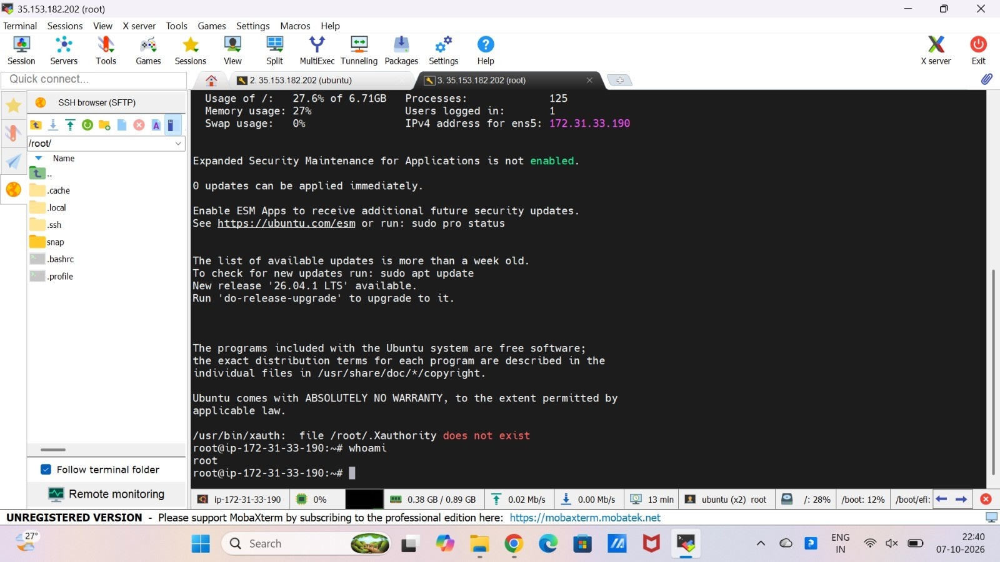 35.153.182.202 (root)
Terminal Sessions View X server Tools Games Settings Macros Help
Session Servers Tools Games Sessions View Split MultiExec Tunneling Packages Settings Help X server Exit
Quick connect...
2. 35.153.182.202 (ubuntu)
3. 35.153.182.202 (root)
SSH browser (SFTP)
/root/
Name
..
.cache
.local
.ssh
snap
.bashrc
.profile
Follow terminal folder
Remote monitoring
Usage of /: 27.6% of 6.71GB Processes: 125
Memory usage: 27% Users logged in: 1
Swap usage: 0% IPv4 address for ens5: 172.31.33.190
Expanded Security Maintenance for Applications is not enabled.
0 updates can be applied immediately.
Enable ESM Apps to receive additional future security updates.
See https://ubuntu.com/esm or run: sudo pro status
The list of available updates is more than a week old.
To check for new updates run: sudo apt update
New release '26.04.1 LTS' available.
Run 'do-release-upgrade' to upgrade to it.
The programs included with the Ubuntu system are free software;
the exact distribution terms for each program are described in the
individual files in /usr/share/doc/*/copyright.
Ubuntu comes with ABSOLUTELY NO WARRANTY, to the extent permitted by
applicable law.
/usr/bin/xauth: file /root/.Xauthority does not exist
root@ip-172-31-33-190:~# whoami
root
root@ip-172-31-33-190:~#
ip-172-31-33-190 0% 0.38 GB / 0.89 GB 0.02 Mb/s 0.00 Mb/s 13 min ubuntu (x2) root /: 28% /boot: 12% /boot/efi:
UNREGISTERED VERSION - Please support MobaXterm by subscribing to the professional edition here: https://mobaxterm.mobatek.net
27°
Search
ENG
IN
22:40
07-10-2026